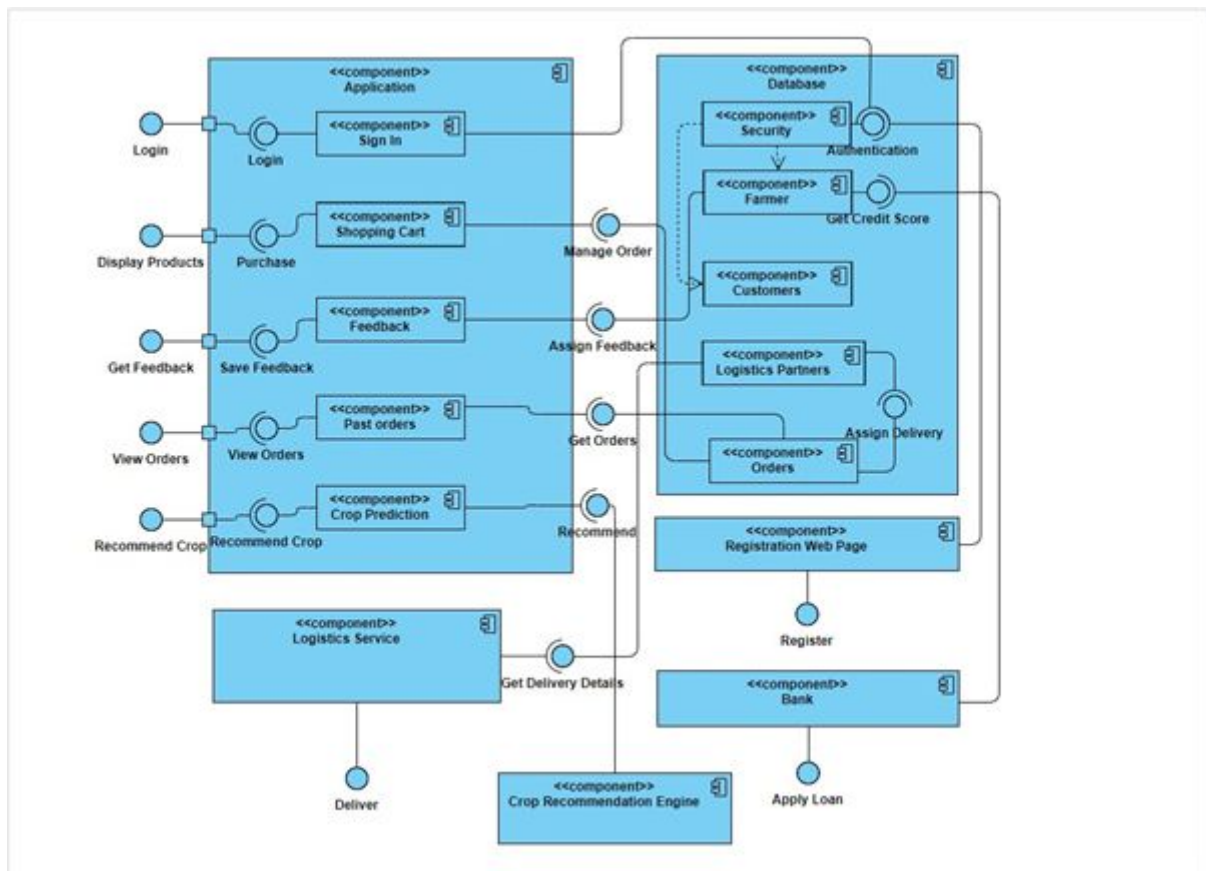 <<component>>
Application
<<component>>
Database
<<component>>
Sign In
<<component>>
Security
Login
Login
Authentication
<<component>>
Farmer
<<component>>
Shopping Cart
Get Credit Score
Display Products
Purchase
Manage Order
<<component>>
Customers
<<component>>
Feedback
Get Feedback
Save Feedback
Assign Feedback
<<component>>
Logistics Partners
<<component>>
Past orders
View Orders
View Orders
Get Orders
Assign Delivery
<<component>>
Orders
<<component>>
Crop Prediction
Recommend Crop
Recommend Crop
Recommend
<<component>>
Registration Web Page
<<component>>
Logistics Service
Register
Get Delivery Details
<<component>>
Bank
Deliver
<<component>>
Crop Recommendation Engine
Apply Loan